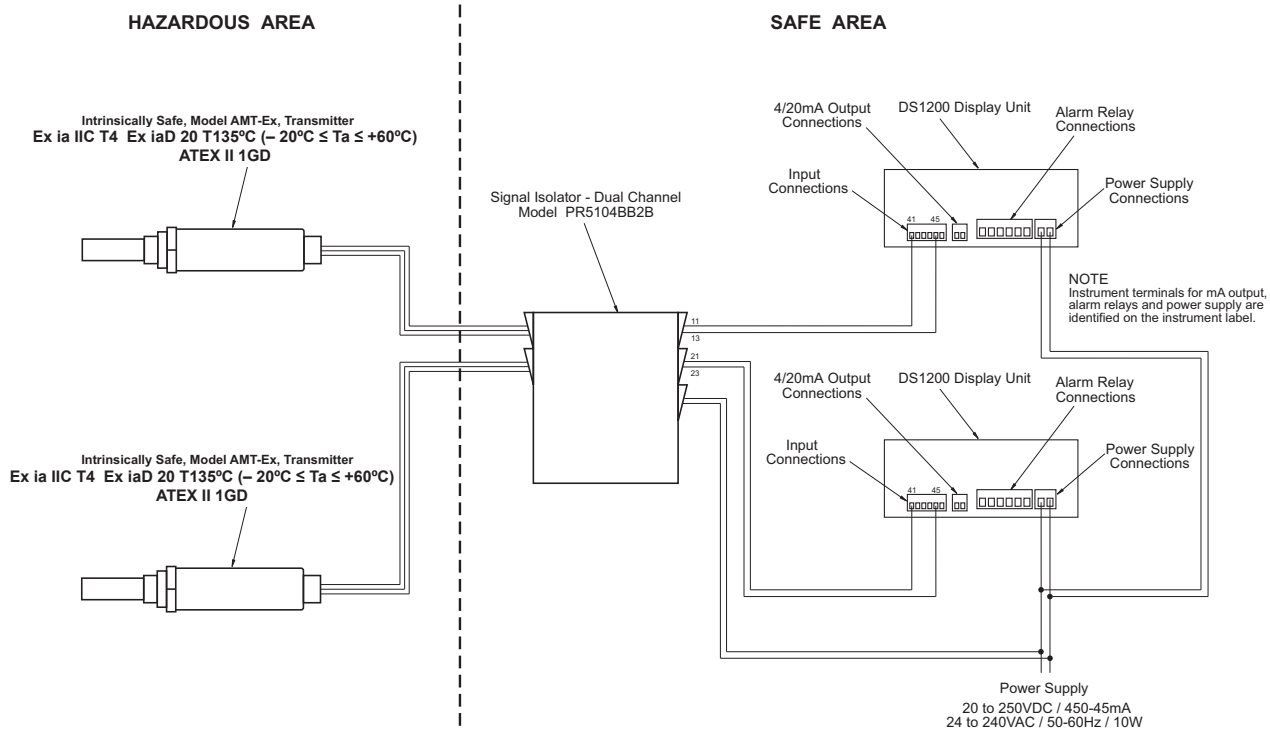 HAZARDOUS AREA
SAFE AREA
Intrinsically Safe, Model AMT-Ex, Transmitter
Ex ia IIC T4 Ex iaD 20 T135ºC (– 20ºC ≤ Ta ≤ +60ºC)
ATEX II 1GD
Signal Isolator - Dual Channel
Model PR5104BB2B
4/20mA Output
Connections
DS1200 Display Unit
Alarm Relay
Connections
Input
Connections
Power Supply
Connections
41 45
NOTE
Instrument terminals for mA output,
alarm relays and power supply are
identified on the instrument label.
11
13
21
23
4/20mA Output
Connections
DS1200 Display Unit
Alarm Relay
Connections
Input
Connections
Power Supply
Connections
41 45
Intrinsically Safe, Model AMT-Ex, Transmitter
Ex ia IIC T4 Ex iaD 20 T135ºC (– 20ºC ≤ Ta ≤ +60ºC)
ATEX II 1GD
Power Supply
20 to 250VDC / 450-45mA
24 to 240VAC / 50-60Hz / 10W